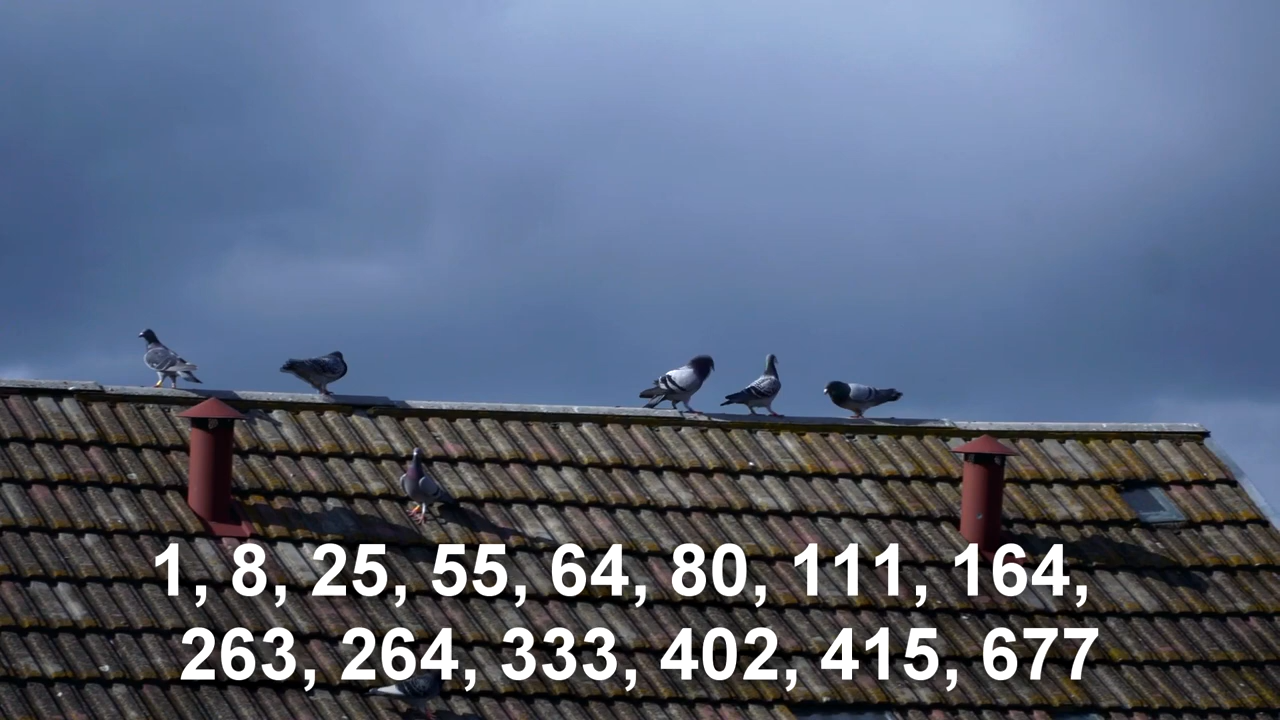 1, 8, 25, 55, 64, 80, 111, 164,
263, 264, 333, 402, 415, 677